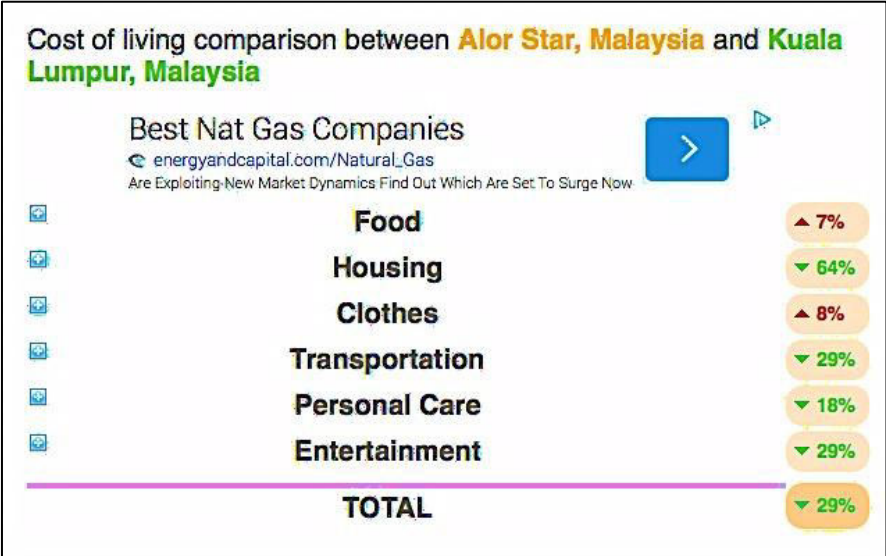 Cost of living comparison between Alor Star, Malaysia and Kuala
Lumpur, Malaysia
Best Nat Gas Companies
energyandcapital.com/Natural_Gas
Are Exploiting New Market Dynamics Find Out Which Are Set To Surge Now
Food 7%
Housing 64%
Clothes 8%
Transportation 29%
Personal Care 18%
Entertainment 29%
TOTAL 29%